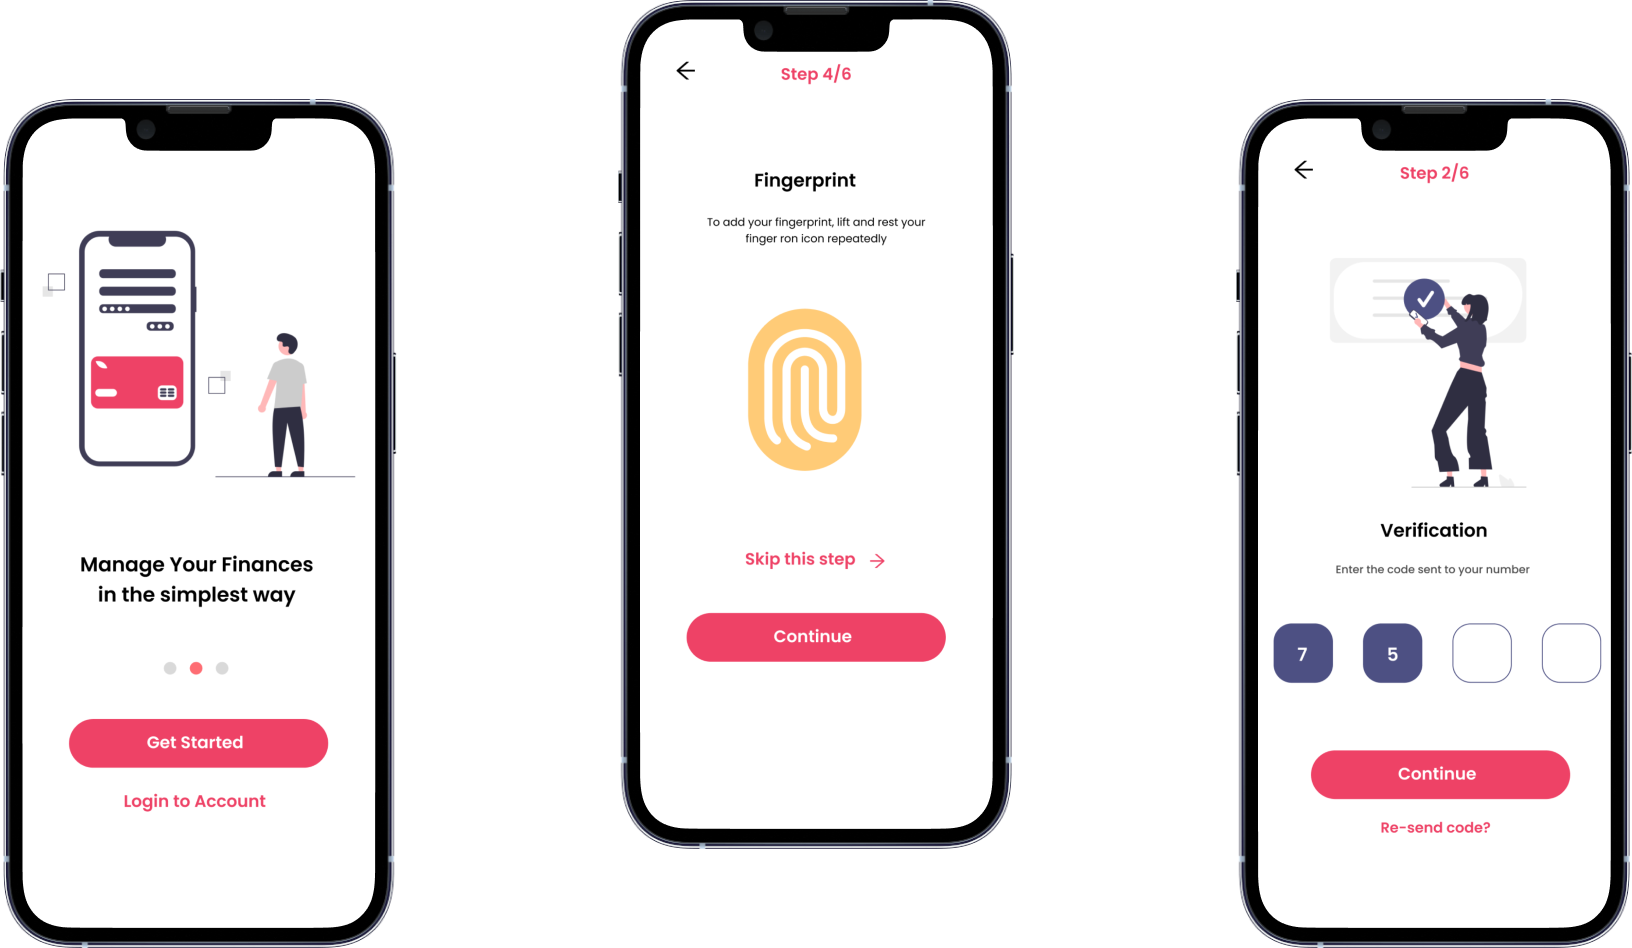 Manage Your Finances
in the simplest way
Get Started
Login to Account
Step 4/6
Fingerprint
To add your fingerprint, lift and rest your
finger ron icon repeatedly
Skip this step
Continue
Step 2/6
Verification
Enter the code sent to your number
7 5
Continue
Re-send code?